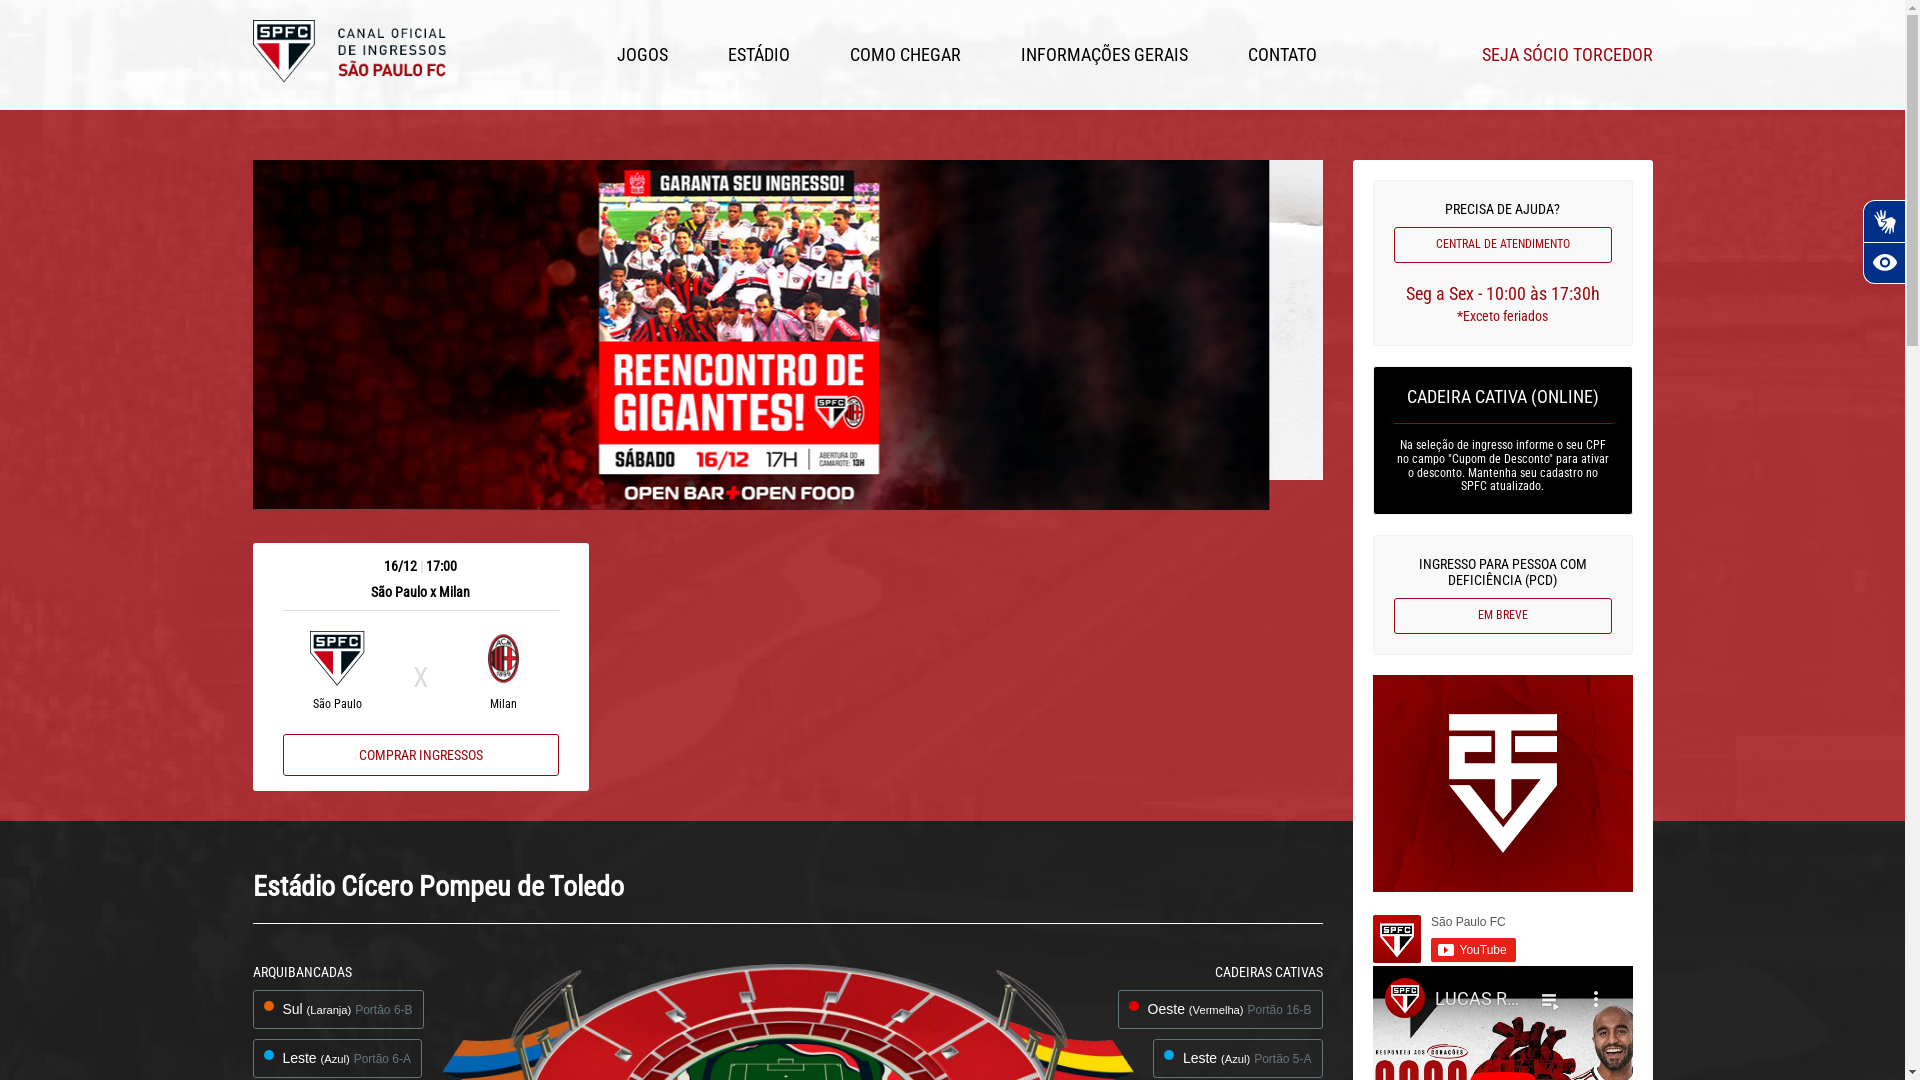 SPFC
CANAL OFICIAL
DE INGRESSOS
SÃO PAULO FC
JOGOS
ESTÁDIO
COMO CHEGAR
INFORMAÇÕES GERAIS
CONTATO
SEJA SÓCIO TORCEDOR
GARANTA SEU INGRESSO!
REENCONTRO DE
GIGANTES!
SÁBADO 16/12 17H
ABERTURA DO
CAMAROTE: 13H
OPEN BAR+OPEN FOOD
16/12 | 17:00
São Paulo x Milan
SPFC
X
São Paulo
Milan
COMPRAR INGRESSOS
PRECISA DE AJUDA?
CENTRAL DE ATENDIMENTO
Seg a Sex - 10:00 às 17:30h
*Exceto feriados
CADEIRA CATIVA (ONLINE)
Na seleção de ingresso informe o seu CPF
no campo "Cupom de Desconto" para ativar
o desconto. Mantenha seu cadastro no
SPFC atualizado.
INGRESSO PARA PESSOA COM
DEFICIÊNCIA (PCD)
EM BREVE
São Paulo FC
YouTube
LUCAS R...
Estádio Cícero Pompeu de Toledo
ARQUIBANCADAS
Sul (Laranja) Portão 6-B
Leste (Azul) Portão 6-A
CADEIRAS CATIVAS
Oeste (Vermelha) Portão 16-B
Leste (Azul) Portão 5-A